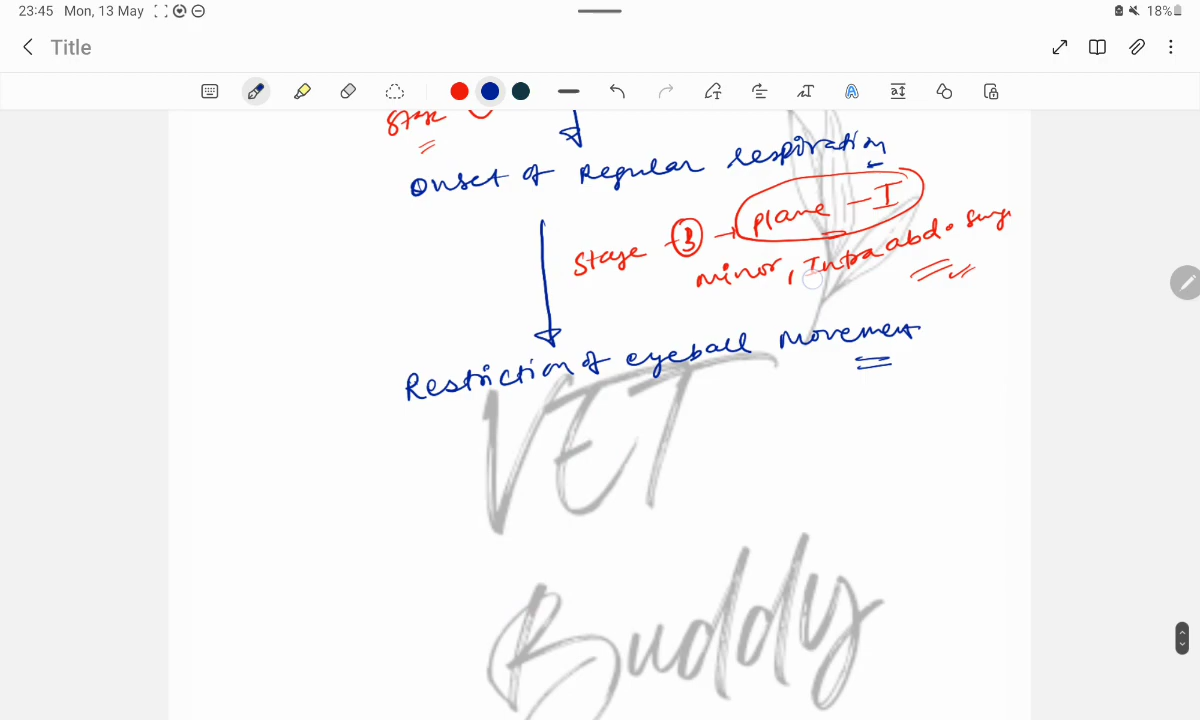 23:45 Mon, 13 May
18%
Title
Stage
Onset of Regular respiration
Stage - 3 → plane - I
minor, Intra abd. surg
Restriction of eyeball movement
VET
Buddy